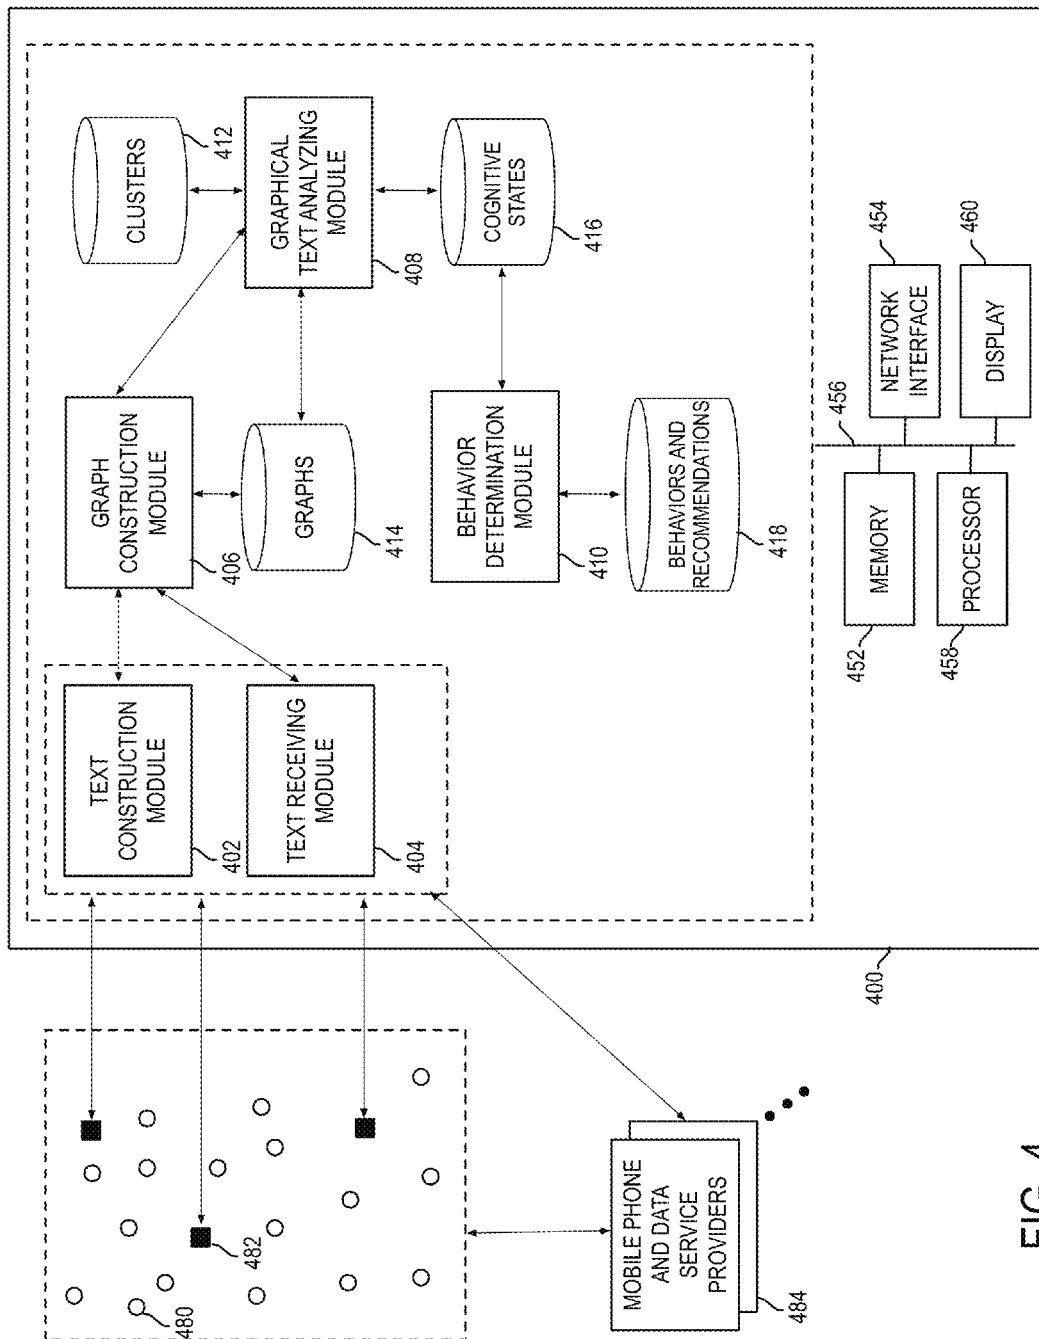 480
482
MOBILE PHONE
AND DATA
SERVICE
PROVIDERS
484
400
TEXT
CONSTRUCTION
MODULE
402
TEXT RECEIVING
MODULE
404
GRAPH
CONSTRUCTION
MODULE
406
GRAPHS
414
CLUSTERS
412
GRAPHICAL
TEXT ANALYZING
MODULE
408
COGNITIVE
STATES
416
BEHAVIOR
DETERMINATION
MODULE
410
BEHAVIORS AND
RECOMMENDATIONS
418
MEMORY
452
PROCESSOR
458
456
NETWORK
INTERFACE
454
DISPLAY
460
FIG. 4